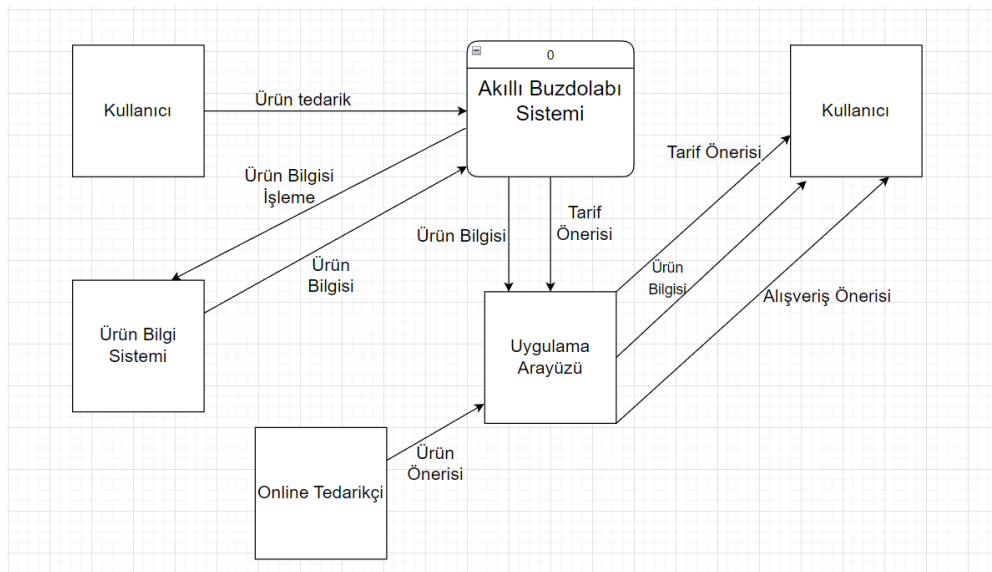 Kullanıcı
Ürün tedarik
0
Akıllı Buzdolabı
Sistemi
Kullanıcı
Tarif Önerisi
Ürün Bilgisi
İşleme
Ürün Bilgisi
Tarif
Önerisi
Ürün
Bilgisi
Ürün
Bilgisi
Alışveriş Önerisi
Ürün Bilgi
Sistemi
Uygulama
Arayüzü
Ürün
Önerisi
Online Tedarikçi